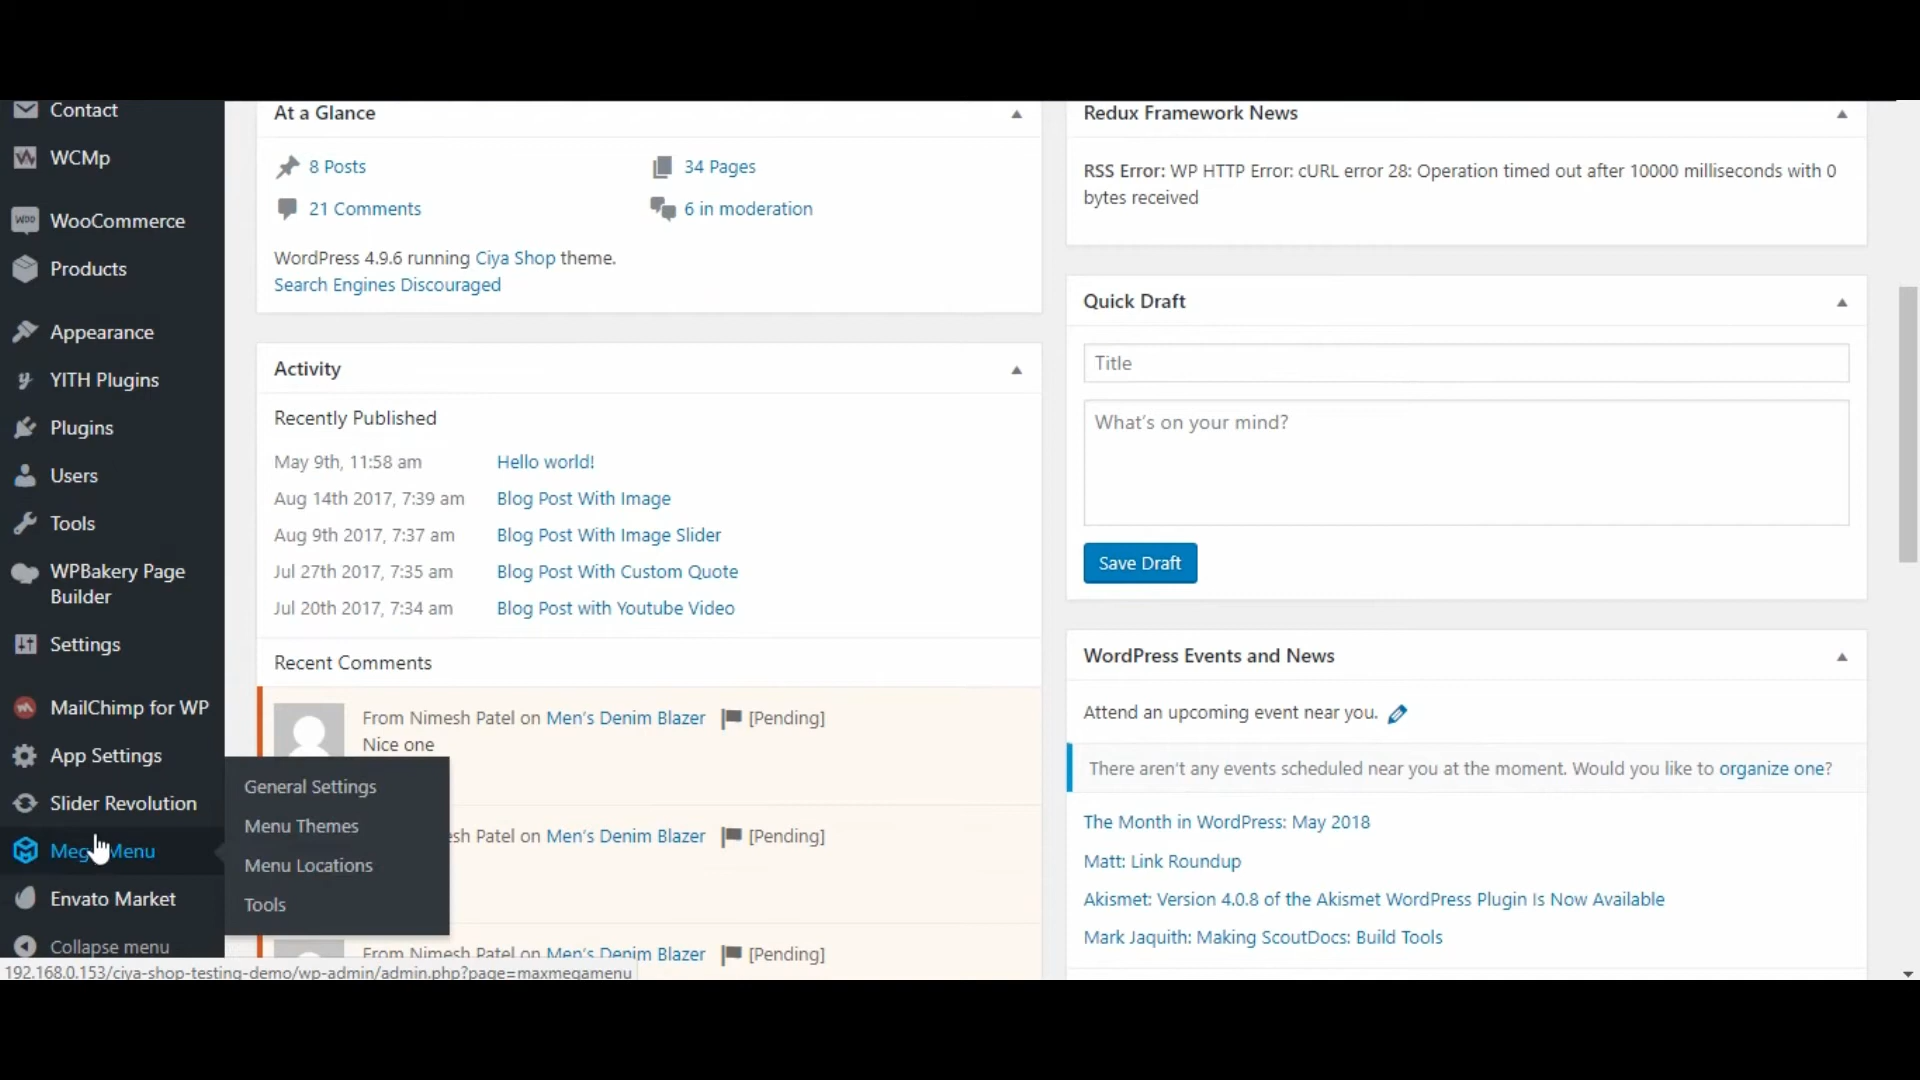 Contact
WCMp
WooCommerce
Products
Appearance
YITH Plugins
Plugins
Users
Tools
WPBakery Page
Builder
Settings
MailChimp for WP
App Settings
Slider Revolution
Mega Menu
Envato Market
Collapse menu
General Settings
Menu Themes
Menu Locations
Tools
At a Glance
8 Posts
34 Pages
21 Comments
6 in moderation
WordPress 4.9.6 running Ciya Shop theme.
Search Engines Discouraged
Activity
Recently Published
May 9th, 11:58 am Hello world!
Aug 14th 2017, 7:39 am Blog Post With Image
Aug 9th 2017, 7:37 am Blog Post With Image Slider
Jul 27th 2017, 7:35 am Blog Post With Custom Quote
Jul 20th 2017, 7:34 am Blog Post with Youtube Video
Recent Comments
From Nimesh Patel on Men's Denim Blazer [Pending]
Nice one
sh Patel on Men's Denim Blazer [Pending]
From Nimesh Patel on Men's Denim Blazer [Pending]
Redux Framework News
RSS Error: WP HTTP Error: cURL error 28: Operation timed out after 10000 milliseconds with 0
bytes received
Quick Draft
Title
What's on your mind?
Save Draft
WordPress Events and News
Attend an upcoming event near you.
There aren't any events scheduled near you at the moment. Would you like to organize one?
The Month in WordPress: May 2018
Matt: Link Roundup
Akismet: Version 4.0.8 of the Akismet WordPress Plugin Is Now Available
Mark Jaquith: Making ScoutDocs: Build Tools
192.168.0.153/ciya-shop-testing-demo/wp-admin/admin.php?page=maxmegamenu